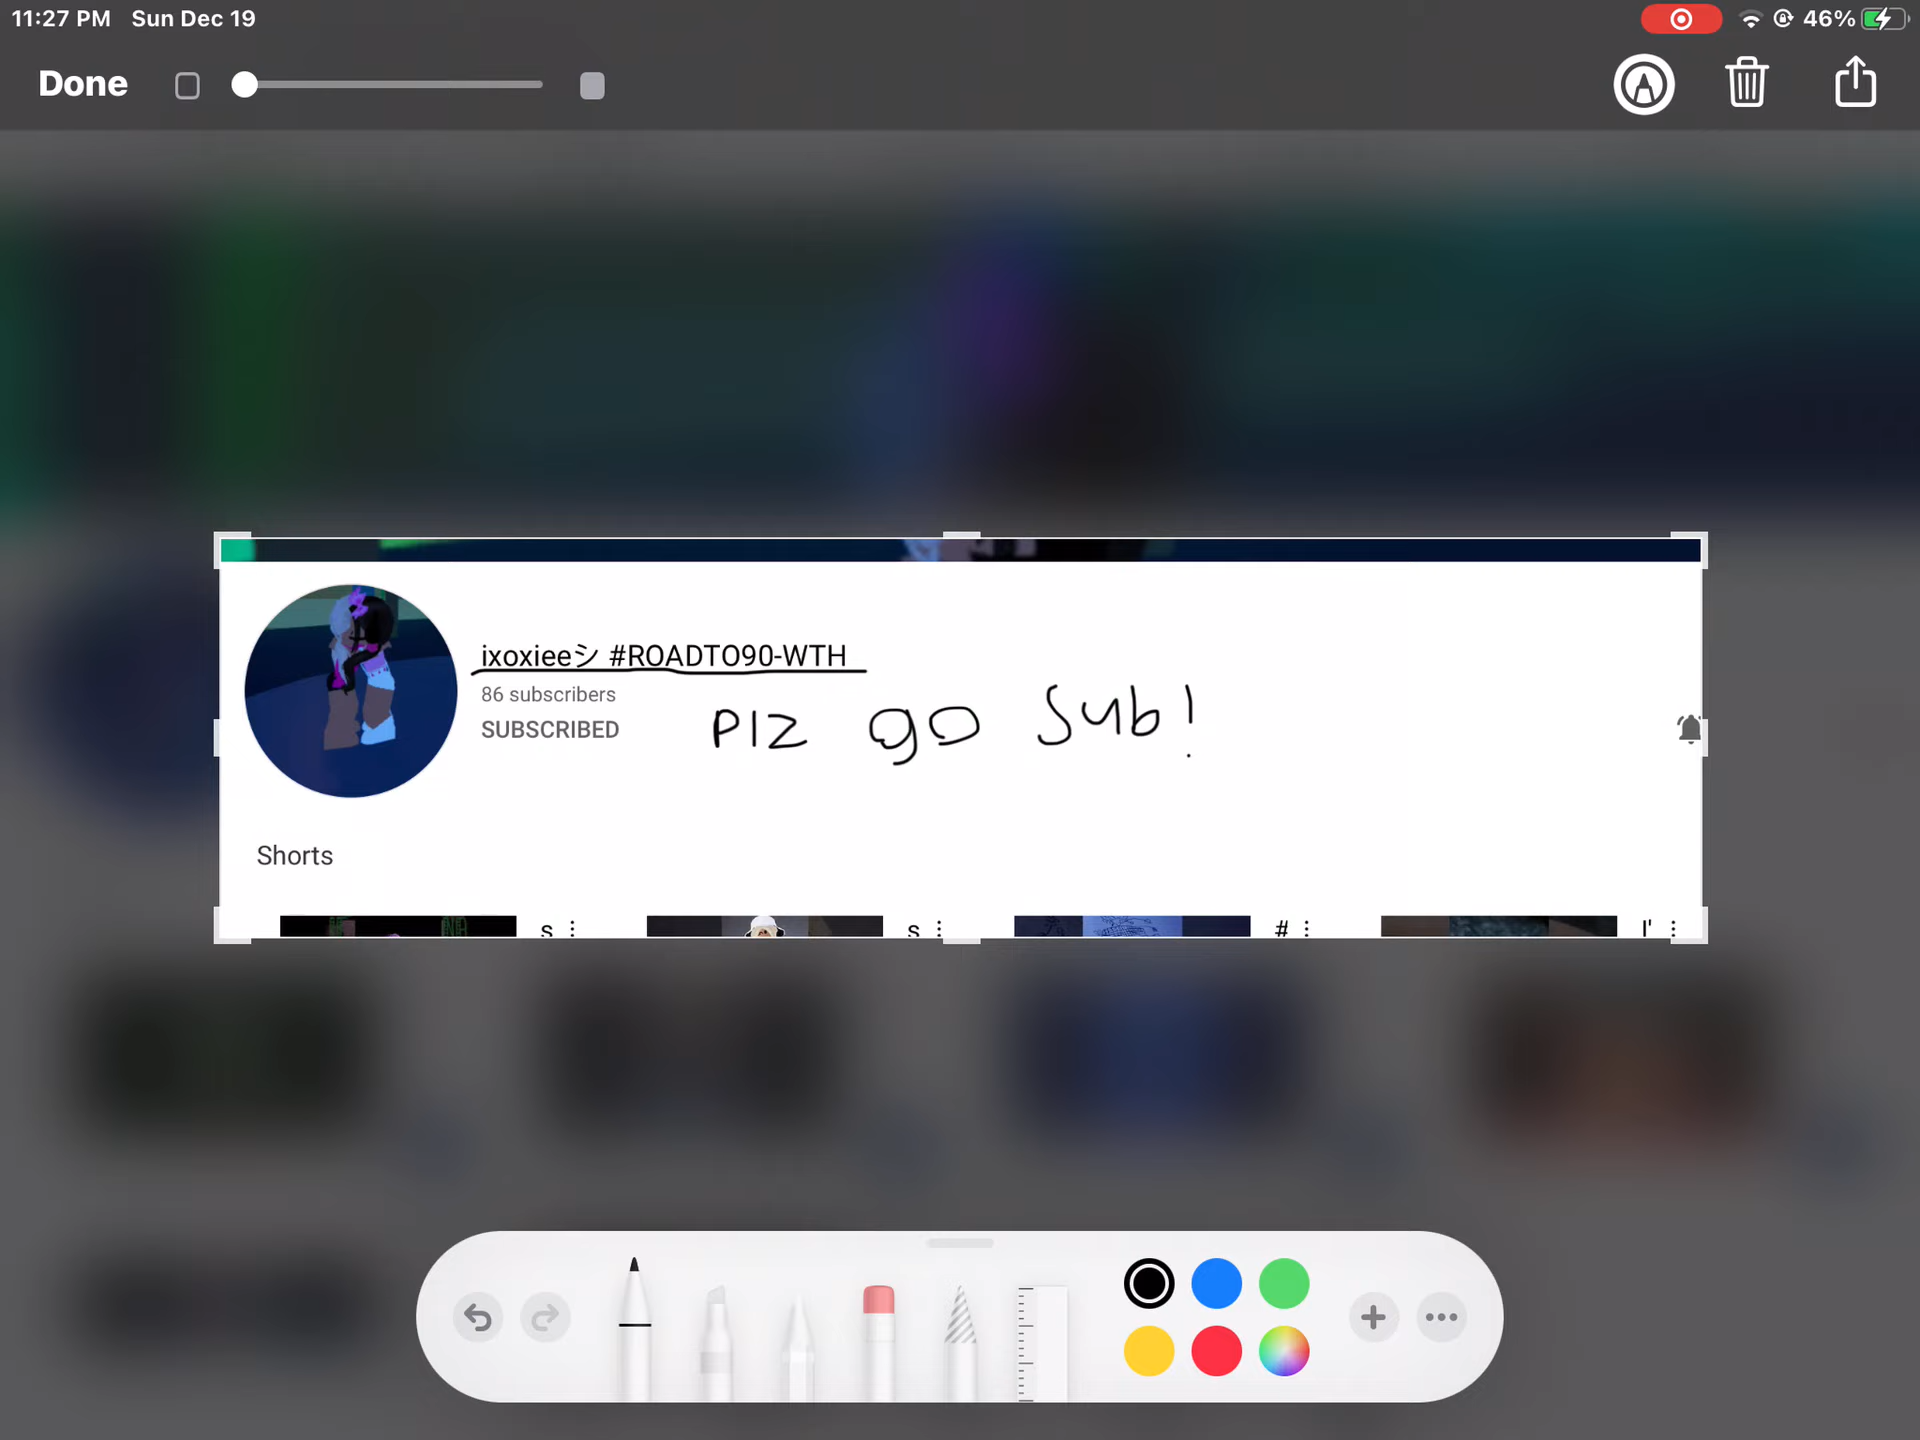 11:27 PM Sun Dec 19 46%
Done
ixoxieeシ #ROADTO90-WTH
86 subscribers
SUBSCRIBED
Plz go Sub!
Shorts
s s # I'